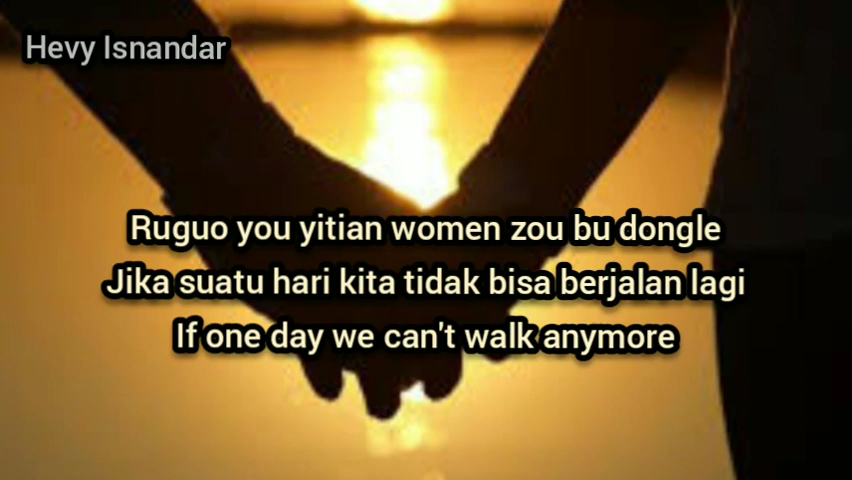 Hevy Isnandar
Ruguo you yitian women zou bu dongle
Jika suatu hari kita tidak bisa berjalan lagi
If one day we can't walk anymore